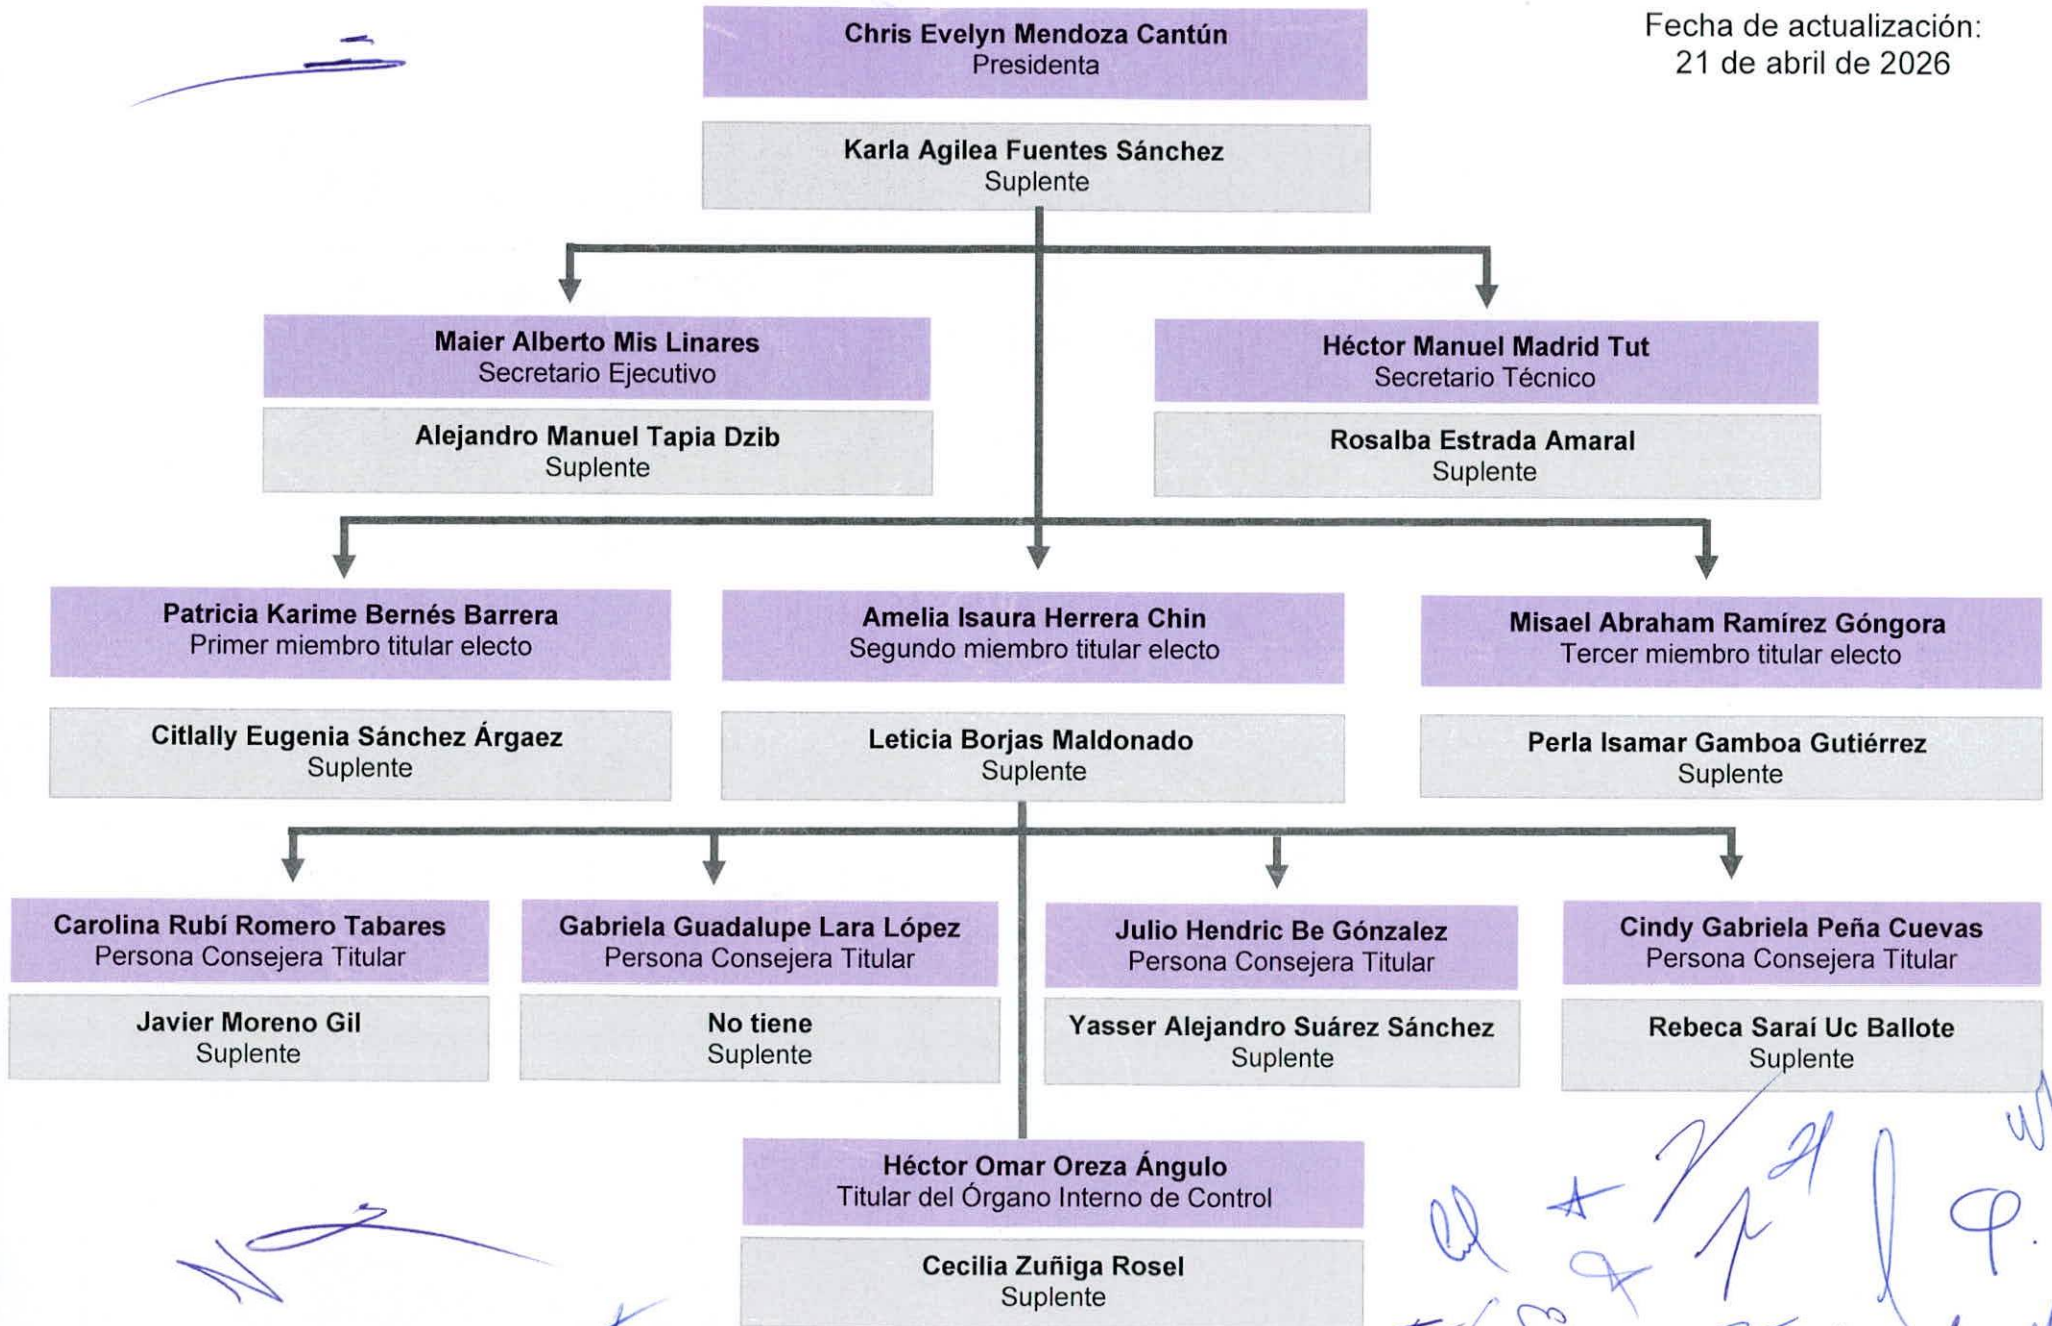 Fecha de actualización:
21 de abril de 2026
Chris Evelyn Mendoza Cantún
Presidenta
Karla Agilea Fuentes Sánchez
Suplente
Maier Alberto Mis Linares
Secretario Ejecutivo
Alejandro Manuel Tapia Dzib
Suplente
Héctor Manuel Madrid Tut
Secretario Técnico
Rosalba Estrada Amaral
Suplente
Patricia Karime Bernés Barrera
Primer miembro titular electo
Citlally Eugenia Sánchez Árgaez
Suplente
Amelia Isaura Herrera Chin
Segundo miembro titular electo
Leticia Borjas Maldonado
Suplente
Misael Abraham Ramírez Góngora
Tercer miembro titular electo
Perla Isamar Gamboa Gutiérrez
Suplente
Carolina Rubí Romero Tabares
Persona Consejera Titular
Javier Moreno Gil
Suplente
Gabriela Guadalupe Lara López
Persona Consejera Titular
No tiene
Suplente
Julio Hendric Be Gónzalez
Persona Consejera Titular
Yasser Alejandro Suárez Sánchez
Suplente
Cindy Gabriela Peña Cuevas
Persona Consejera Titular
Rebeca Saraí Uc Ballote
Suplente
Héctor Omar Oreza Ángulo
Titular del Órgano Interno de Control
Cecilia Zuñiga Rosel
Suplente